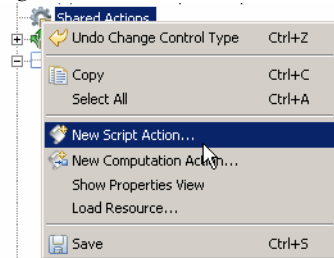 Shared Actions
Undo Change Control Type Ctrl+Z
Copy Ctrl+C
Select All Ctrl+A
New Script Action...
New Computation Action...
Show Properties View
Load Resource...
Save Ctrl+S